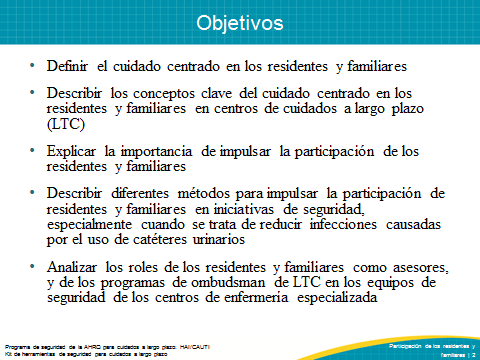 Objetivos
• Definir el cuidado centrado en los residentes y familiares
• Describir los conceptos clave del cuidado centrado en los
residentes y familiares en centros de cuidados a largo plazo
(LTC)
• Explicar la importancia de impulsar la participación de los
residentes y familiares
• Describir diferentes métodos para impulsar la participación de
residentes y familiares en iniciativas de seguridad,
especialmente cuando se trata de reducir infecciones causadas
por el uso de catéteres urinarios
• Analizar los roles de los residentes y familiares como asesores,
y de los programas de ombudsman de LTC en los equipos de
seguridad de los centros de enfermería especializada
Programa de seguridad de la AHRQ para cuidados a largo plazo: HAI/CAUTI
Kit de herramientas de seguridad para cuidados a largo plazo
Participación de los residentes y
familiares | 2